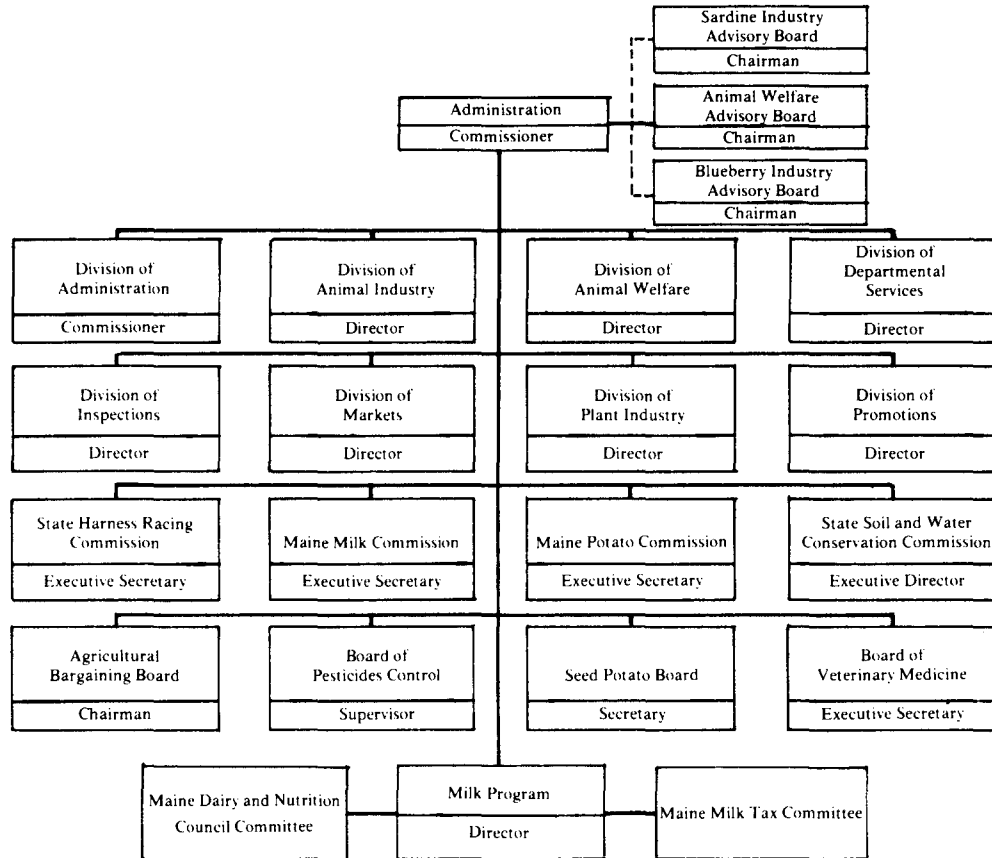 Sardine Industry
Advisory Board
Chairman
Administration
Commissioner
Animal Welfare
Advisory Board
Chairman
Blueberry Industry
Advisory Board
Chairman
Division of
Administration
Commissioner
Division of
Animal Industry
Director
Division of
Animal Welfare
Director
Division of
Departmental
Services
Director
Division of
Inspections
Director
Division of
Markets
Director
Division of
Plant Industry
Director
Division of
Promotions
Director
State Harness Racing
Commission
Executive Secretary
Maine Milk Commission
Executive Secretary
Maine Potato Commission
Executive Secretary
State Soil and Water
Conservation Commission
Executive Director
Agricultural
Bargaining Board
Chairman
Board of
Pesticides Control
Supervisor
Seed Potato Board
Secretary
Board of
Veterinary Medicine
Executive Secretary
Maine Dairy and Nutrition
Council Committee
Milk Program
Director
Maine Milk Tax Committee